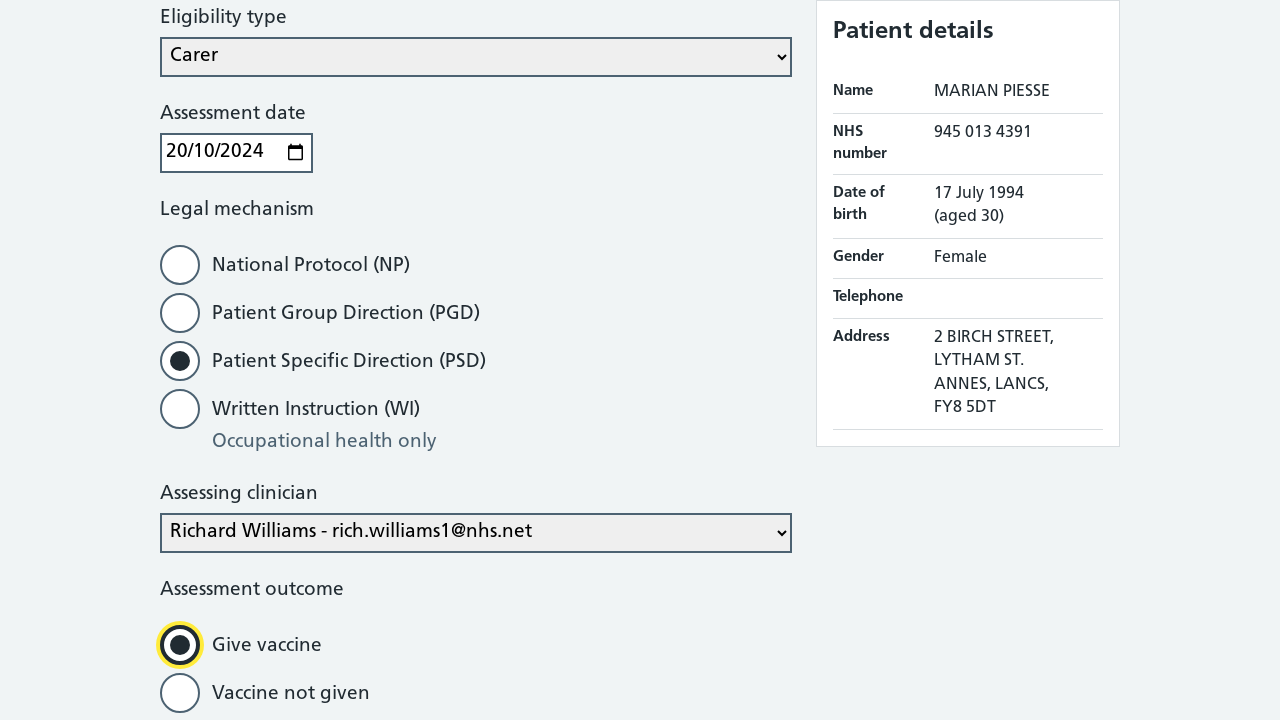 Eligibility type
Carer
Assessment date
20/10/2024
Legal mechanism
National Protocol (NP)
Patient Group Direction (PGD)
Patient Specific Direction (PSD)
Written Instruction (WI)
Occupational health only
Assessing clinician
Richard Williams - rich.williams1@nhs.net
Assessment outcome
Give vaccine
Vaccine not given
Patient details
Name MARIAN PIESSE
NHS number 945 013 4391
Date of birth 17 July 1994 (aged 30)
Gender Female
Telephone
Address 2 BIRCH STREET,
LYTHAM ST.
ANNES, LANCS,
FY8 5DT